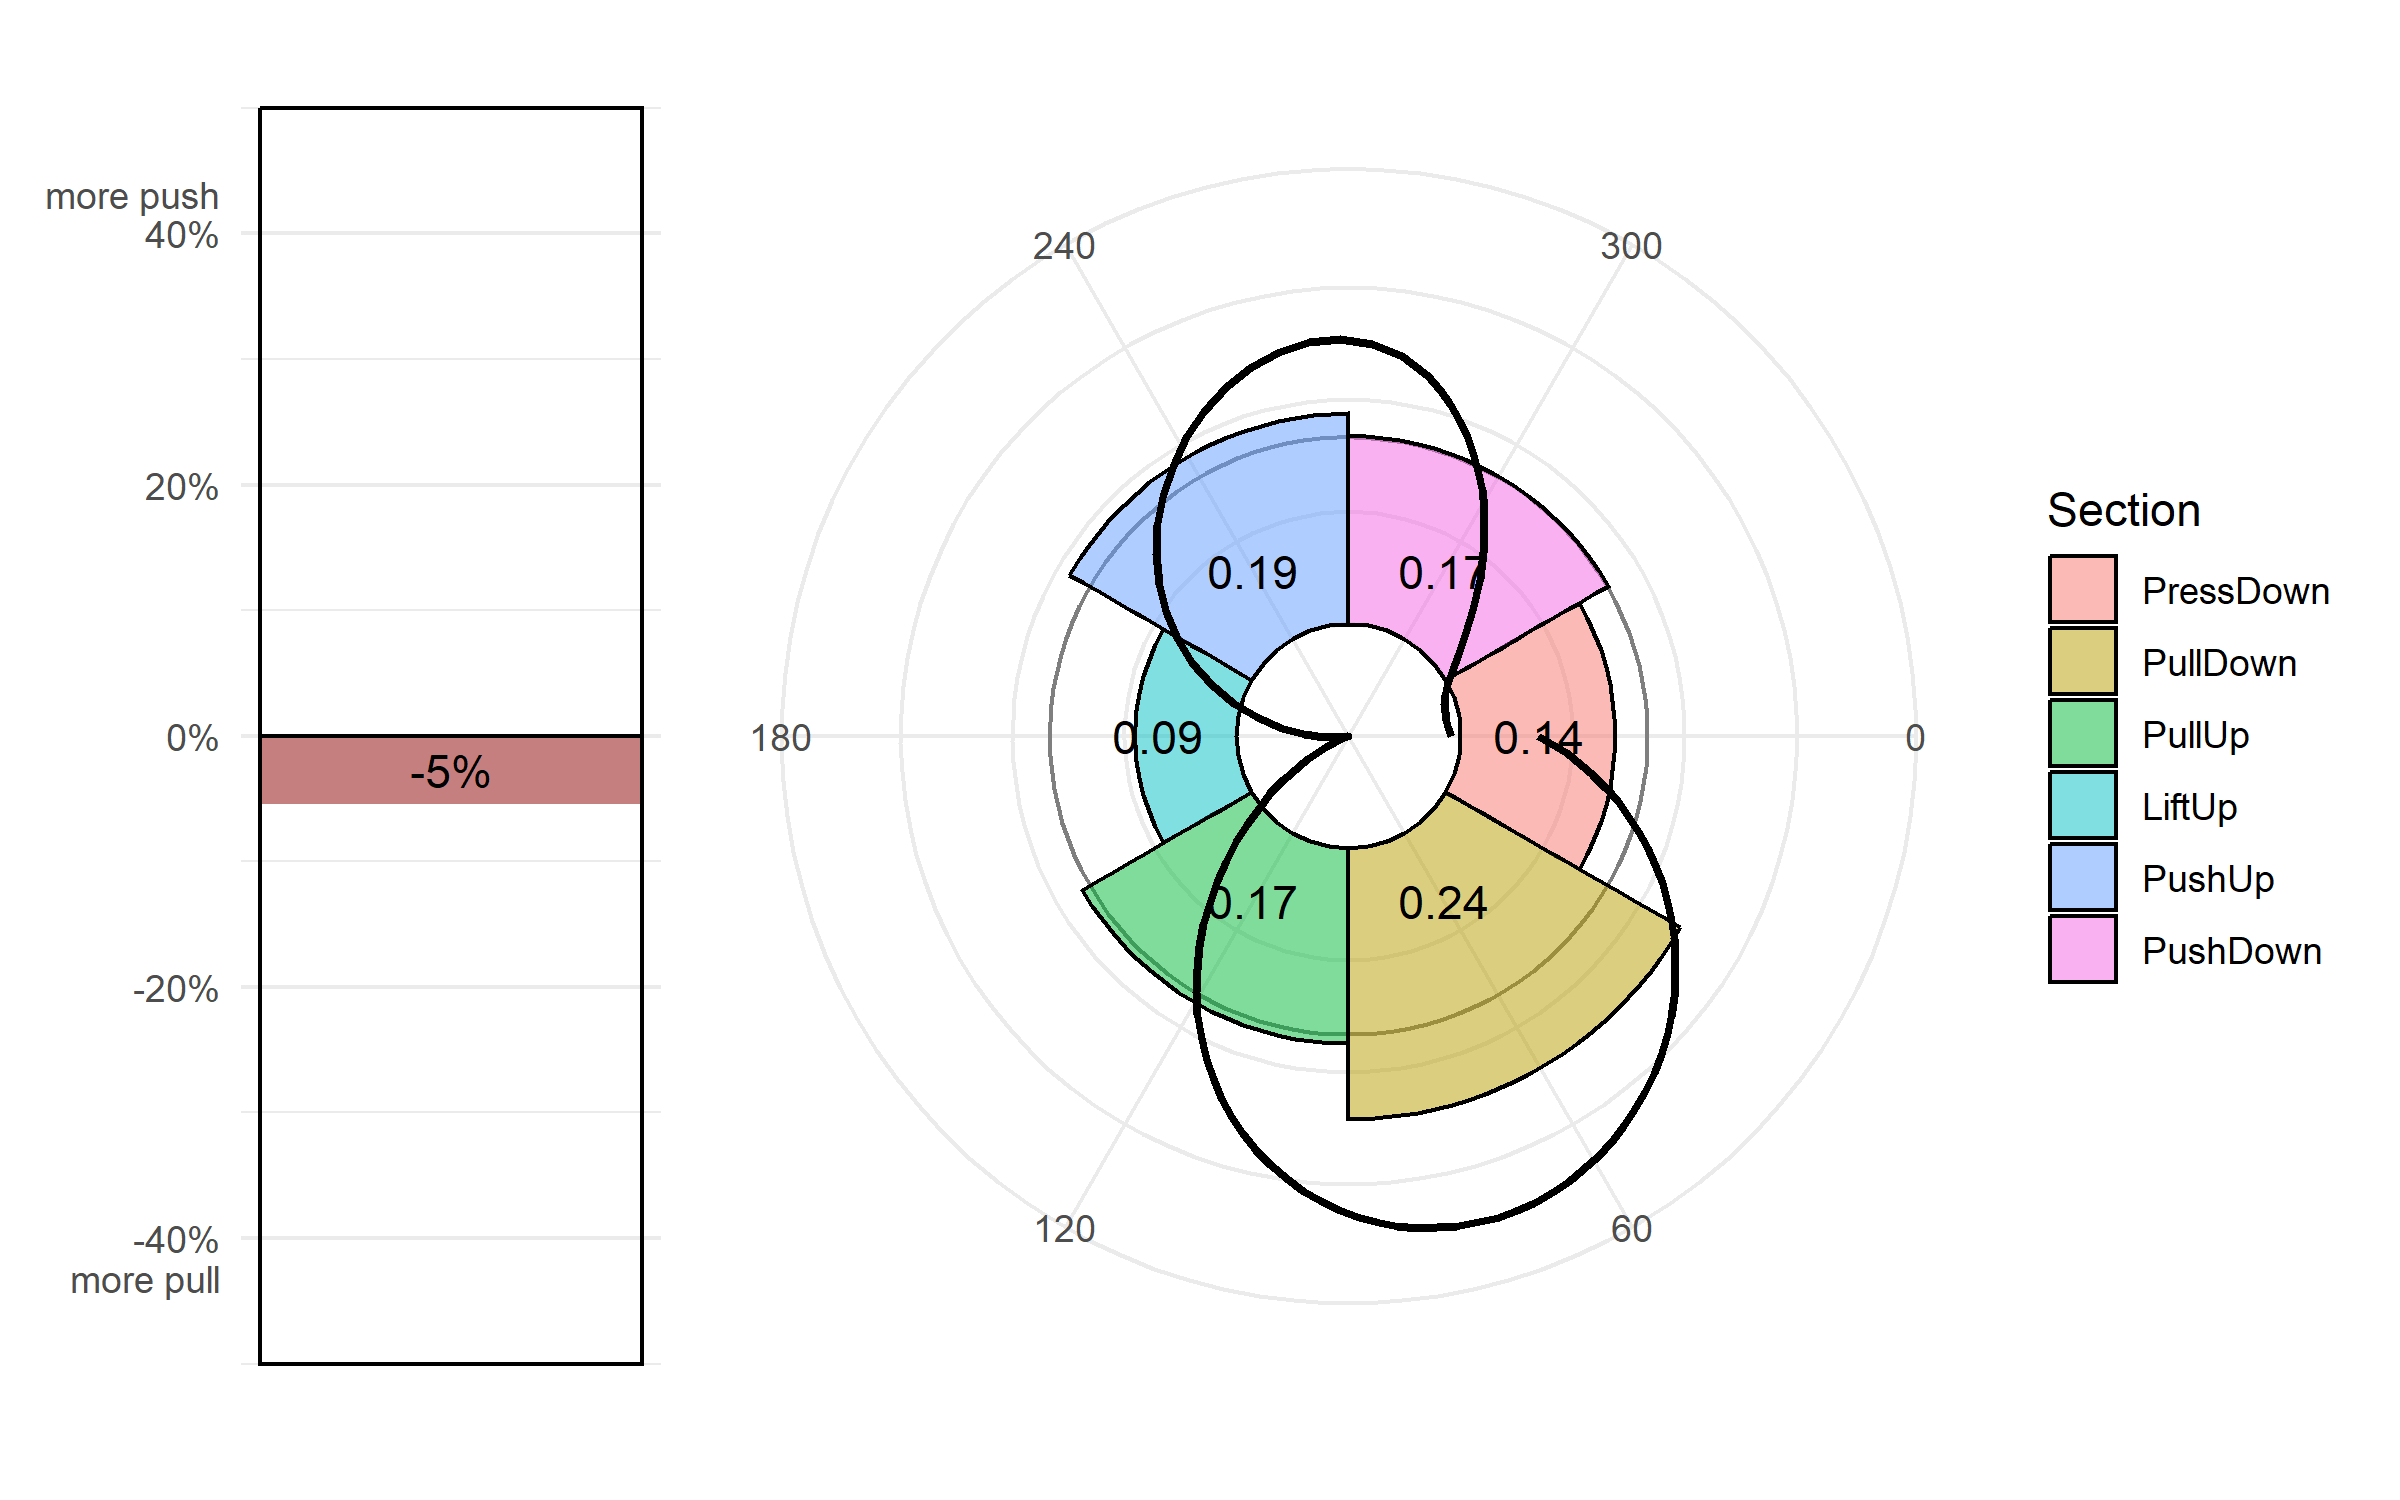 more push
40%
20%
0%
-5%
-20%
-40%
more pull
240
300
0.19
0.17
180
0.09
0.14
0
0.17
0.24
120
60
Section
PressDown
PullDown
PullUp
LiftUp
PushUp
PushDown